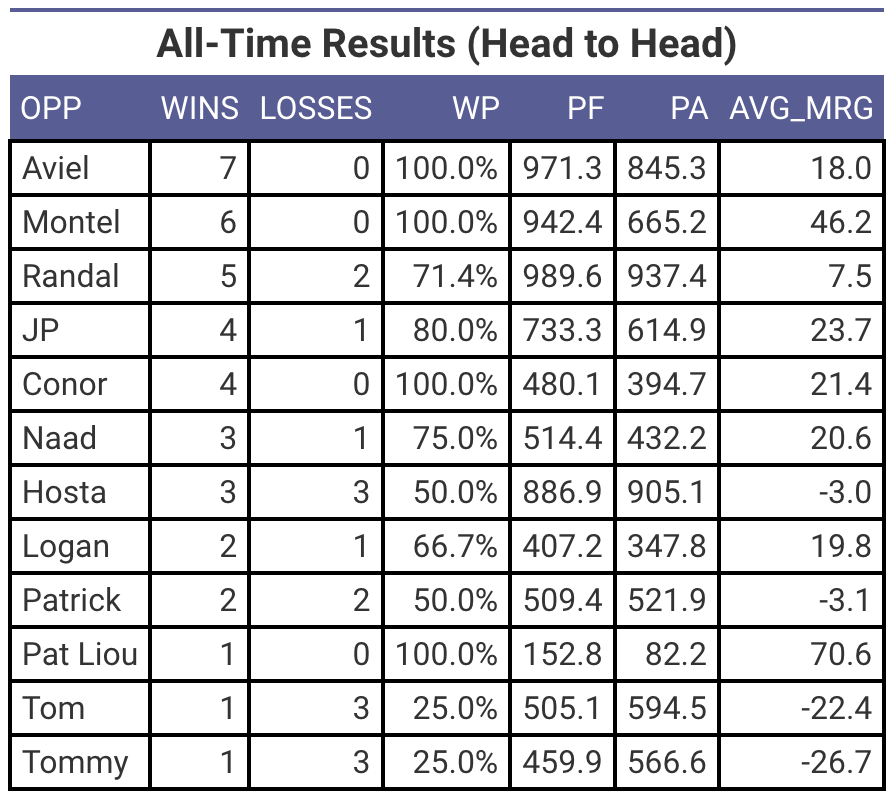 All-Time Results (Head to Head)
OPP WINS LOSSES WP PF PA AVG_MRG
Aviel 7 0 100.0% 971.3 845.3 18.0
Montel 6 0 100.0% 942.4 665.2 46.2
Randal 5 2 71.4% 989.6 937.4 7.5
JP 4 1 80.0% 733.3 614.9 23.7
Conor 4 0 100.0% 480.1 394.7 21.4
Naad 3 1 75.0% 514.4 432.2 20.6
Hosta 3 3 50.0% 886.9 905.1 -3.0
Logan 2 1 66.7% 407.2 347.8 19.8
Patrick 2 2 50.0% 509.4 521.9 -3.1
Pat Liou 1 0 100.0% 152.8 82.2 70.6
Tom 1 3 25.0% 505.1 594.5 -22.4
Tommy 1 3 25.0% 459.9 566.6 -26.7